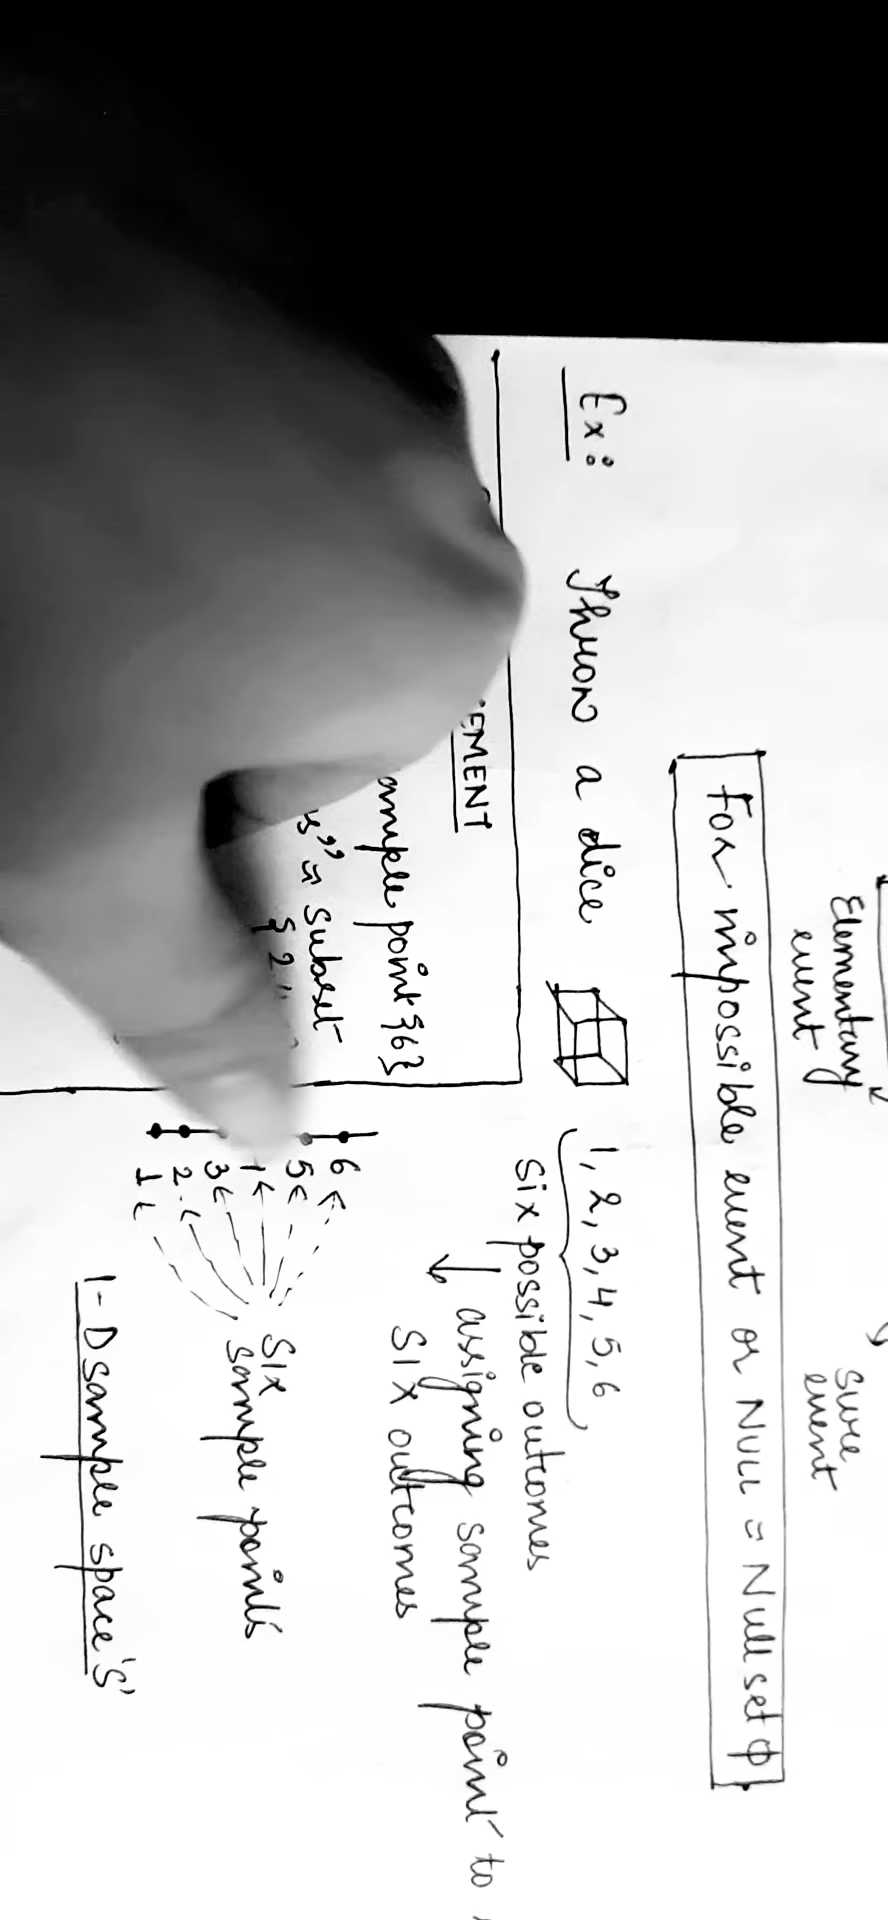 Elementary
event
Sure
event
For impossible event or NULL = Null set ϕ
Ex: Throw a dice 1, 2, 3, 4, 5, 6
six possible outcomes
↓ assigning sample point to
SIX outcomes
point {6}
subset
{ 2
1 2 3 5 6
SIX
sample points
1-D sample space 'S'